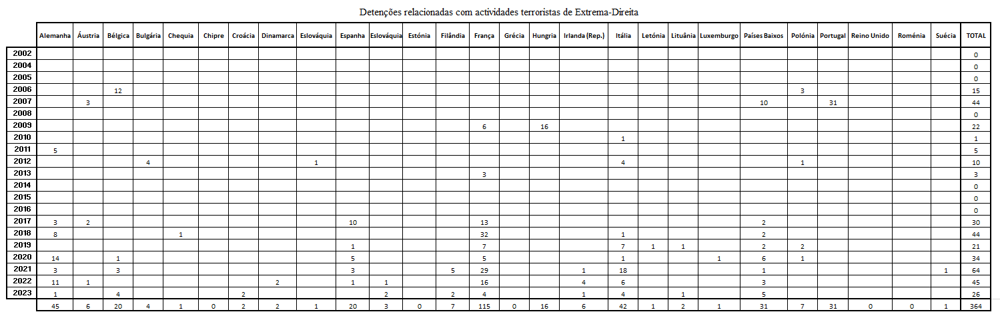 Detenções relacionadas com actividades terroristas de Extrema-Direita
Alemanha Áustria Bélgica Bulgária Chequia Chipre Croácia Dinamarca Eslováquia Espanha Eslováquia Estónia Filândia França Grécia Hungria Irlanda (Rep.) Itália Letónia Lituânia Luxemburgo Países Baixos Polónia Portugal Reino Unido Roménia Suécia TOTAL
2002 0
2004 0
2005 0
2006 12 3 15
2007 3 10 31 44
2008 0
2009 6 16 22
2010 1 1
2011 5 5
2012 4 1 4 1 10
2013 3 3
2014 0
2015 0
2016 0
2017 3 2 10 13 2 30
2018 8 1 32 1 2 44
2019 1 7 7 1 1 2 2 21
2020 14 1 5 5 1 1 6 1 34
2021 3 3 3 5 29 1 18 1 1 64
2022 11 1 2 1 1 16 4 6 3 45
2023 1 4 2 2 2 4 1 4 1 5 26
45 6 20 4 1 0 2 2 1 20 3 0 7 115 0 16 6 42 1 2 1 31 7 31 0 0 1 364